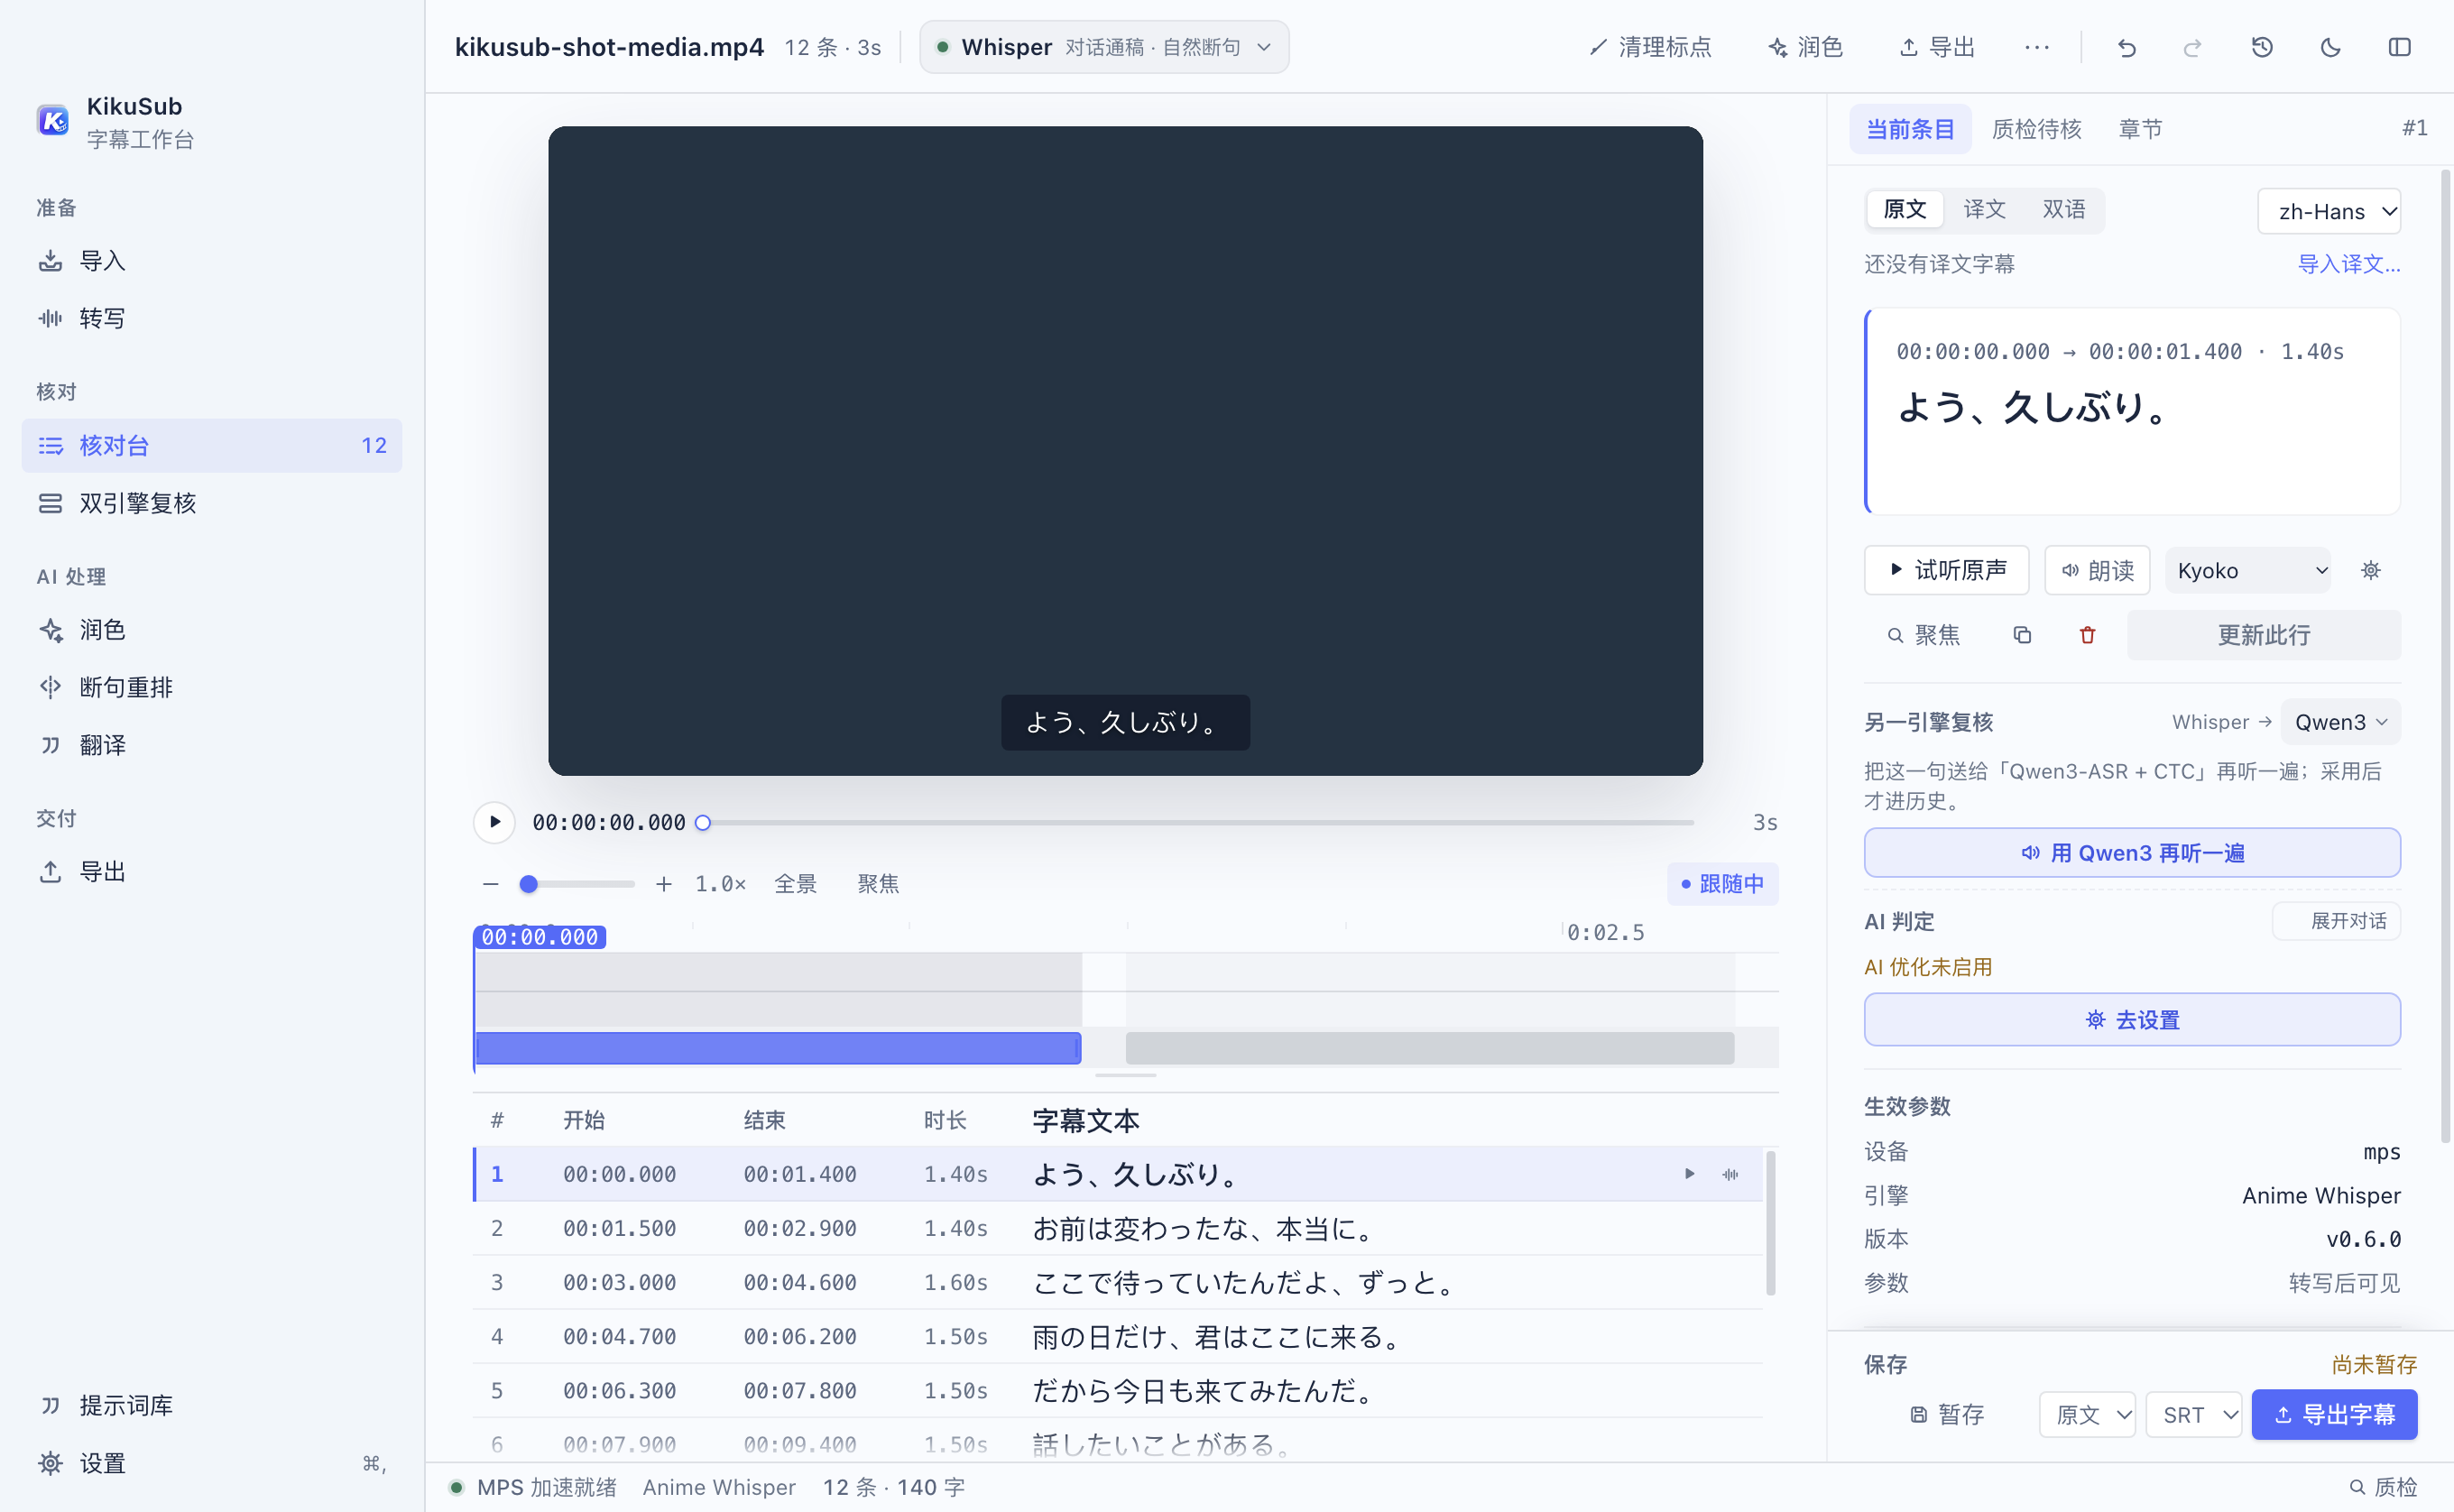 KikuSub
字幕工作台
准备
导入
转写
核对
核对台 12
双引擎复核
AI 处理
润色
断句重排
翻译
交付
导出
提示词库
设置 ⌘,
kikusub-shot-media.mp4 12 条 · 3s Whisper 对话通稿 · 自然断句
清理标点 润色 导出 ···
よう、久しぶり。
00:00:00.000 3s
1.0× 全景 聚焦 跟随中
00:00.000 0:02.5
# 开始 结束 时长 字幕文本
1 00:00.000 00:01.400 1.40s よう、久しぶり。
2 00:01.500 00:02.900 1.40s お前は変わったな、本当に。
3 00:03.000 00:04.600 1.60s ここで待っていたんだよ、ずっと。
4 00:04.700 00:06.200 1.50s 雨の日だけ、君はここに来る。
5 00:06.300 00:07.800 1.50s だから今日も来てみたんだ。
6 00:07.900 00:09.400 1.50s 話したいことがある。
MPS 加速就绪 Anime Whisper 12 条 · 140 字 质检
当前条目 质检待核 章节 #1
原文 译文 双语 zh-Hans
还没有译文字幕 导入译文...
00:00:00.000 → 00:00:01.400 · 1.40s
よう、久しぶり。
试听原声 朗读 Kyoko
聚焦 更新此行
另一引擎复核 Whisper → Qwen3
把这一句送给「Qwen3-ASR + CTC」再听一遍；采用后
才进历史。
用 Qwen3 再听一遍
AI 判定 展开对话
AI 优化未启用
去设置
生效参数
设备 mps
引擎 Anime Whisper
版本 v0.6.0
参数 转写后可见
保存 尚未暂存
暂存 原文 SRT 导出字幕